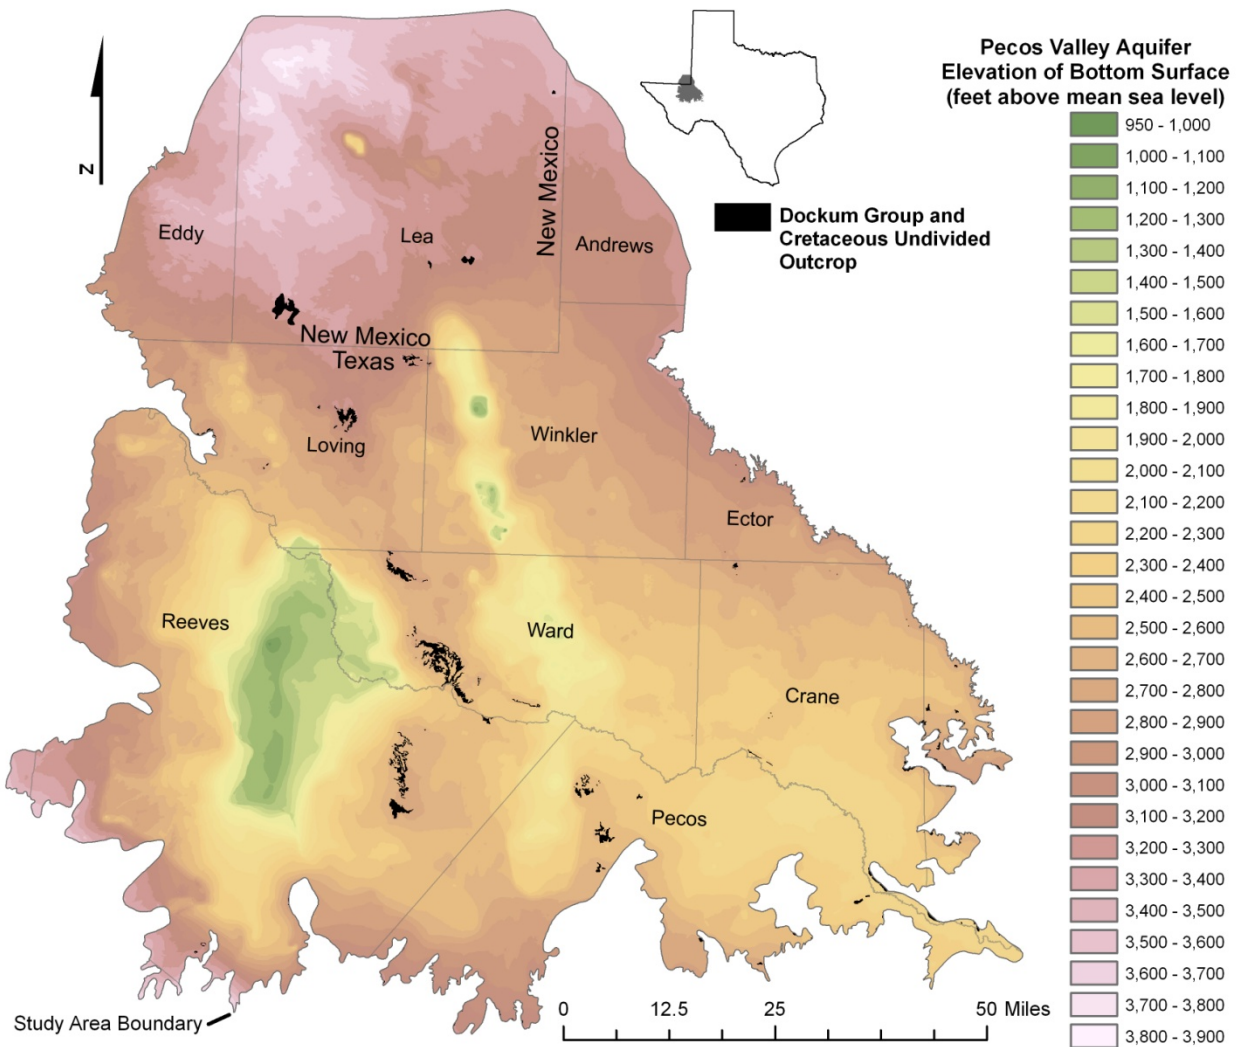 Pecos Valley Aquifer
Elevation of Bottom Surface
(feet above mean sea level)
950 - 1,000
1,000 - 1,100
1,100 - 1,200
1,200 - 1,300
1,300 - 1,400
1,400 - 1,500
1,500 - 1,600
1,600 - 1,700
1,700 - 1,800
1,800 - 1,900
1,900 - 2,000
2,000 - 2,100
2,100 - 2,200
2,200 - 2,300
2,300 - 2,400
2,400 - 2,500
2,500 - 2,600
2,600 - 2,700
2,700 - 2,800
2,800 - 2,900
2,900 - 3,000
3,000 - 3,100
3,100 - 3,200
3,200 - 3,300
3,300 - 3,400
3,400 - 3,500
3,500 - 3,600
3,600 - 3,700
3,700 - 3,800
3,800 - 3,900
Dockum Group and
Cretaceous Undivided
Outcrop
N
New Mexico
Eddy
Lea
Andrews
New Mexico
Texas
Loving
Winkler
Ector
Reeves
Ward
Crane
Pecos
Study Area Boundary
0 12.5 25 50 Miles